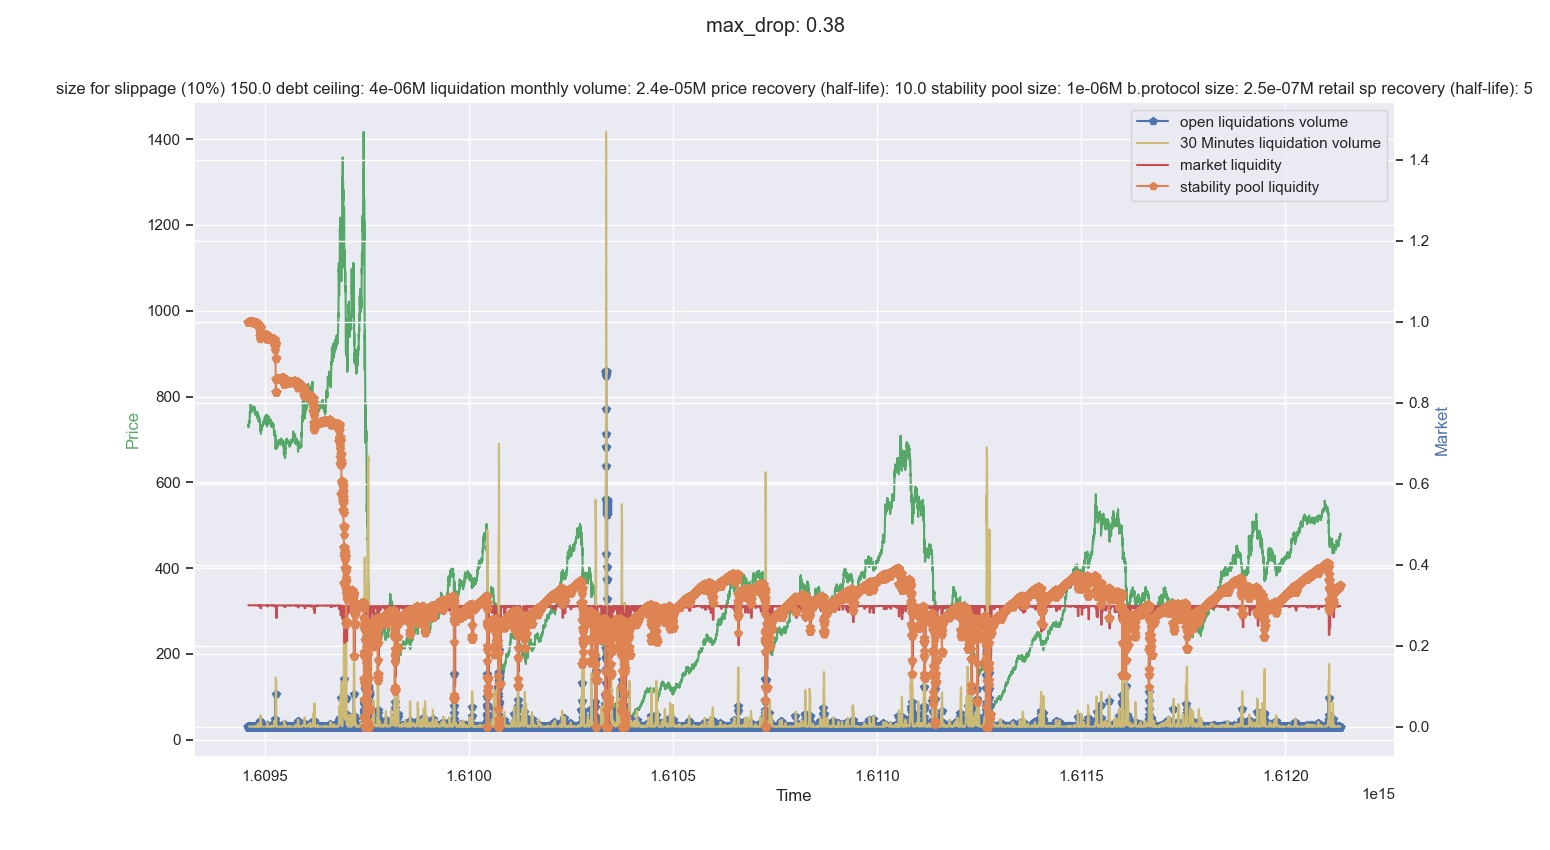 max_drop: 0.38
size for slippage (10%) 150.0 debt ceiling: 4e-06M liquidation monthly volume: 2.4e-05M price recovery (half-life): 10.0 stability pool size: 1e-06M b.protocol size: 2.5e-07M retail sp recovery (half-life): 5
open liquidations volume
30 Minutes liquidation volume
market liquidity
stability pool liquidity
Price
1400
1200
1000
800
600
400
200
0
Market
1.4
1.2
1.0
0.8
0.6
0.4
0.2
0.0
1.6095 1.6100 1.6105 1.6110 1.6115 1.6120
Time
1e15